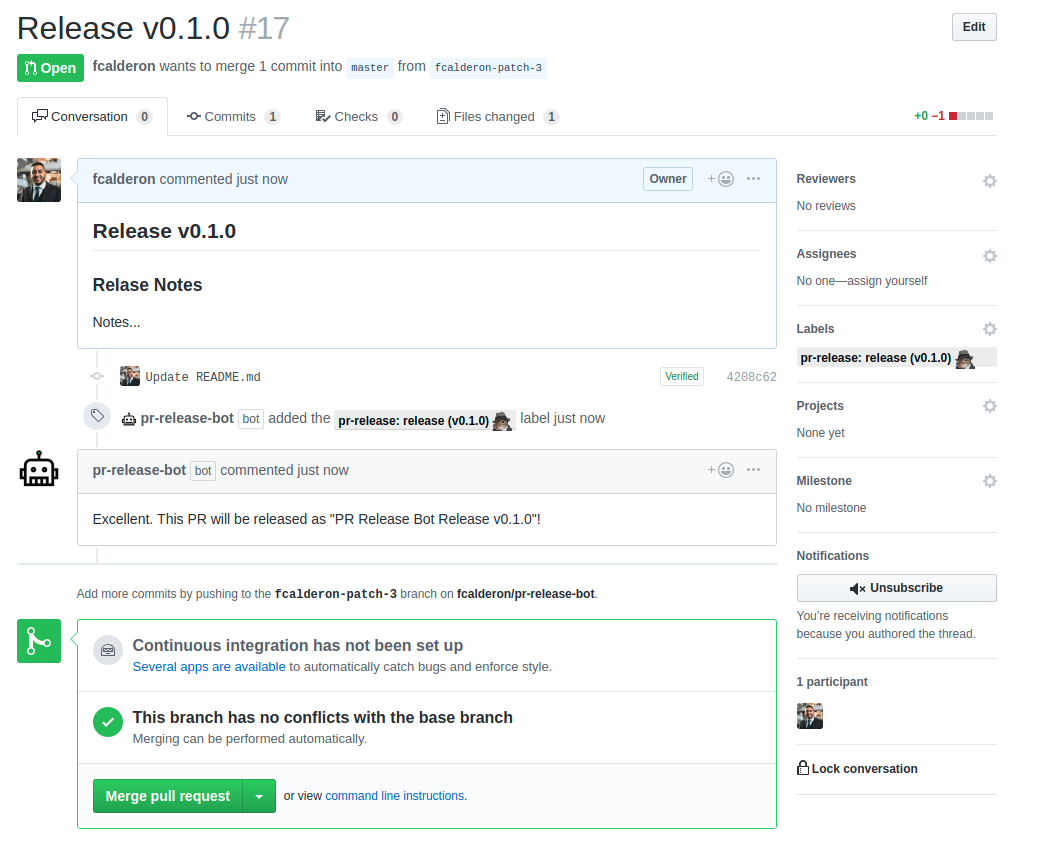 Release v0.1.0 #17
Edit
Open
fcalderon wants to merge 1 commit into master from fcalderon-patch-3
Conversation 0
Commits 1
Checks 0
Files changed 1
+0 −1
fcalderon commented just now
Owner
Release v0.1.0
Relase Notes
Notes...
Update README.md
Verified
4208c62
pr-release-bot bot added the pr-release: release (v0.1.0) label just now
pr-release-bot bot commented just now
Excellent. This PR will be released as "PR Release Bot Release v0.1.0"!
Add more commits by pushing to the fcalderon-patch-3 branch on fcalderon/pr-release-bot.
Continuous integration has not been set up
Several apps are available to automatically catch bugs and enforce style.
This branch has no conflicts with the base branch
Merging can be performed automatically.
Merge pull request
or view command line instructions.
Reviewers
No reviews
Assignees
No one—assign yourself
Labels
pr-release: release (v0.1.0)
Projects
None yet
Milestone
No milestone
Notifications
Unsubscribe
You're receiving notifications
because you authored the thread.
1 participant
Lock conversation